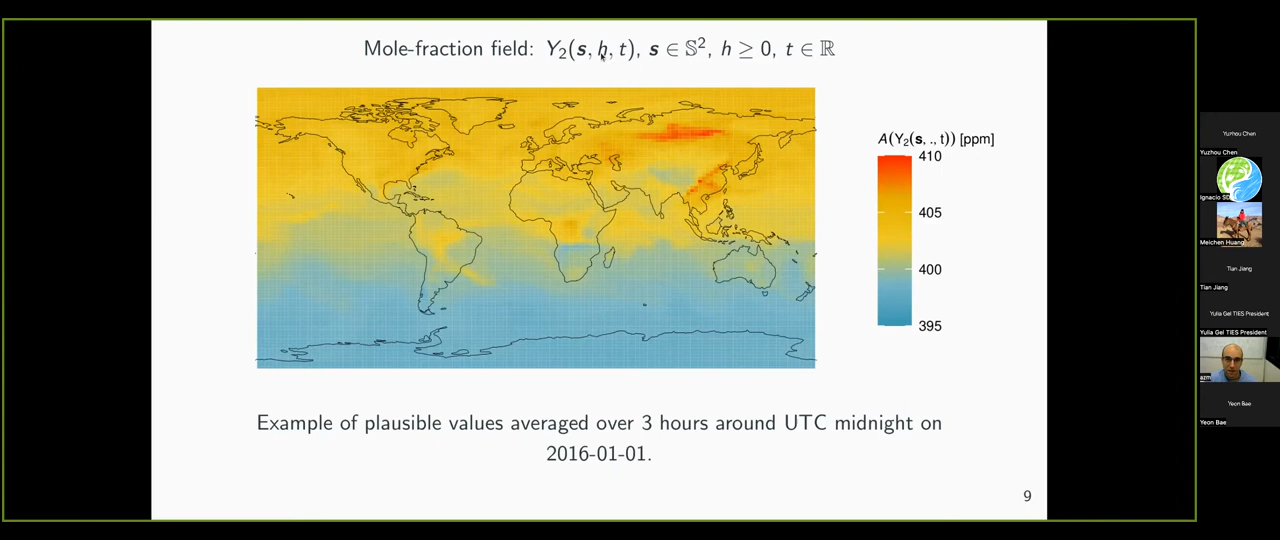 Mole-fraction field: Y₂(s, h, t), s ∈ 𝕊², h ≥ 0, t ∈ ℝ
A(Y₂(s, ., t)) [ppm]
410
405
400
395
Example of plausible values averaged over 3 hours around UTC midnight on
2016-01-01.
9
Yuzhou Chen
Yuzhou Chen
Ignacio SD
Meichen Huang
Tian Jiang
Tian Jiang
Yulia Gel TIES President
Yulia Gel TIES President
azm
Yeon Bae
Yeon Bae